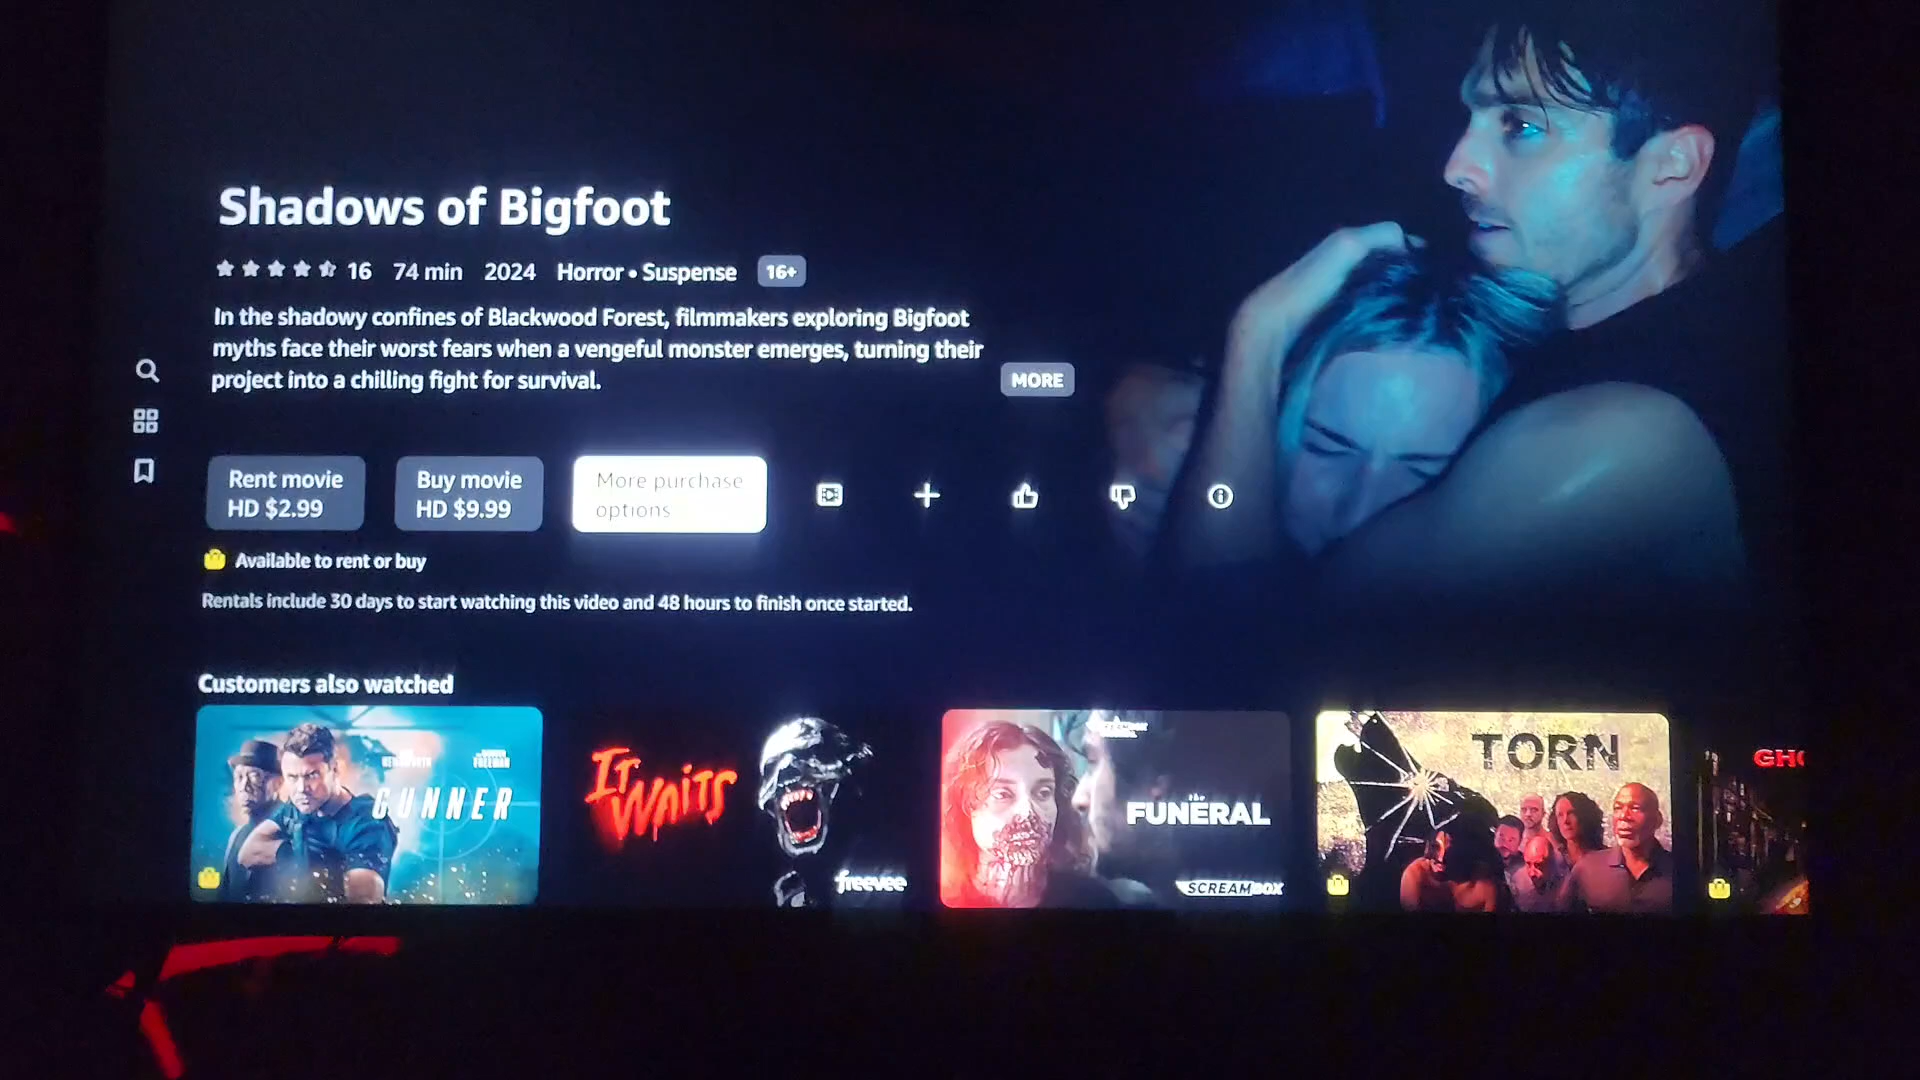 Shadows of Bigfoot
16 74 min 2024 Horror • Suspense 16+
In the shadowy confines of Blackwood Forest, filmmakers exploring Bigfoot
myths face their worst fears when a vengeful monster emerges, turning their
project into a chilling fight for survival.
MORE
Rent movie
HD $2.99
Buy movie
HD $9.99
More purchase
options
Available to rent or buy
Rentals include 30 days to start watching this video and 48 hours to finish once started.
Customers also watched
FREEMAN
GUNNER
IT
WAITS
freevee
the
FUNERAL
SCREAMBOX
TORN
GHO